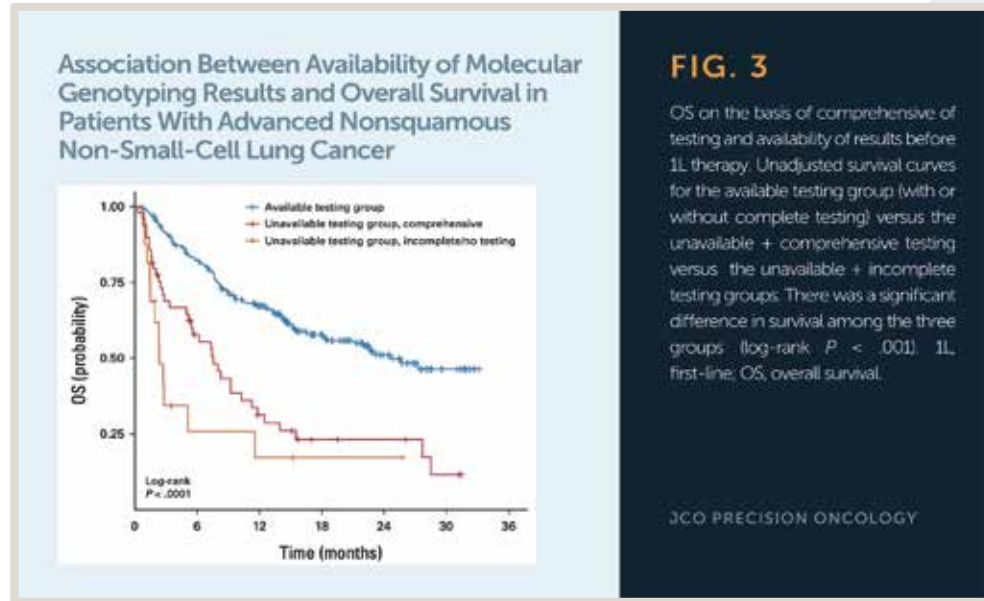 Association Between Availability of Molecular
Genotyping Results and Overall Survival in
Patients With Advanced Nonsquamous
Non-Small-Cell Lung Cancer
1.00
0.75
0.50
0.25
OS (probability)
Available testing group
Unavailable testing group, comprehensive
Unavailable testing group, incomplete/no testing
Log-rank
P < .0001
0 6 12 18 24 30 36
Time (months)
FIG. 3
OS on the basis of comprehensive of
testing and availability of results before
1L therapy. Unadjusted survival curves
for the available testing group (with or
without complete testing) versus the
unavailable + comprehensive testing
versus the unavailable + incomplete
testing groups. There was a significant
difference in survival among the three
groups (log-rank P < .001). 1L,
first-line; OS, overall survival.
JCO PRECISION ONCOLOGY